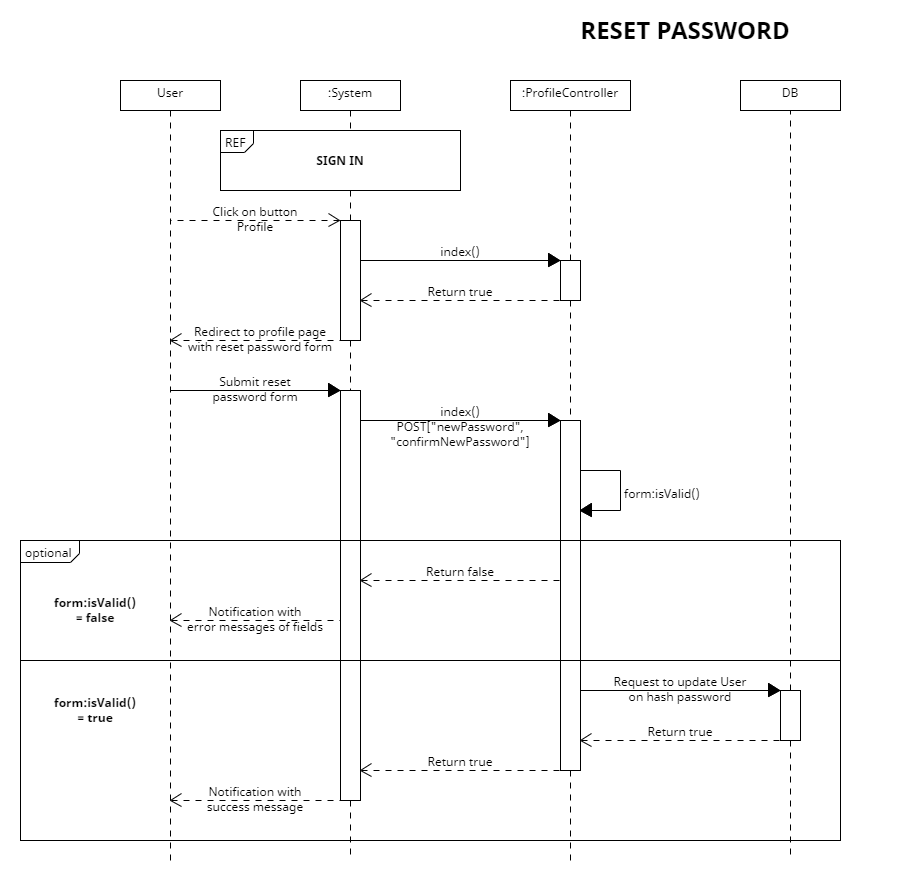 RESET PASSWORD
User
:System
:ProfileController
DB
REF
SIGN IN
Click on button
Profile
index()
Return true
Redirect to profile page
with reset password form
Submit reset
password form
index()
POST["newPassword",
"confirmNewPassword"]
form:isValid()
optional
Return false
form:isValid()
= false
Notification with
error messages of fields
Request to update User
on hash password
form:isValid()
= true
Return true
Return true
Notification with
success message